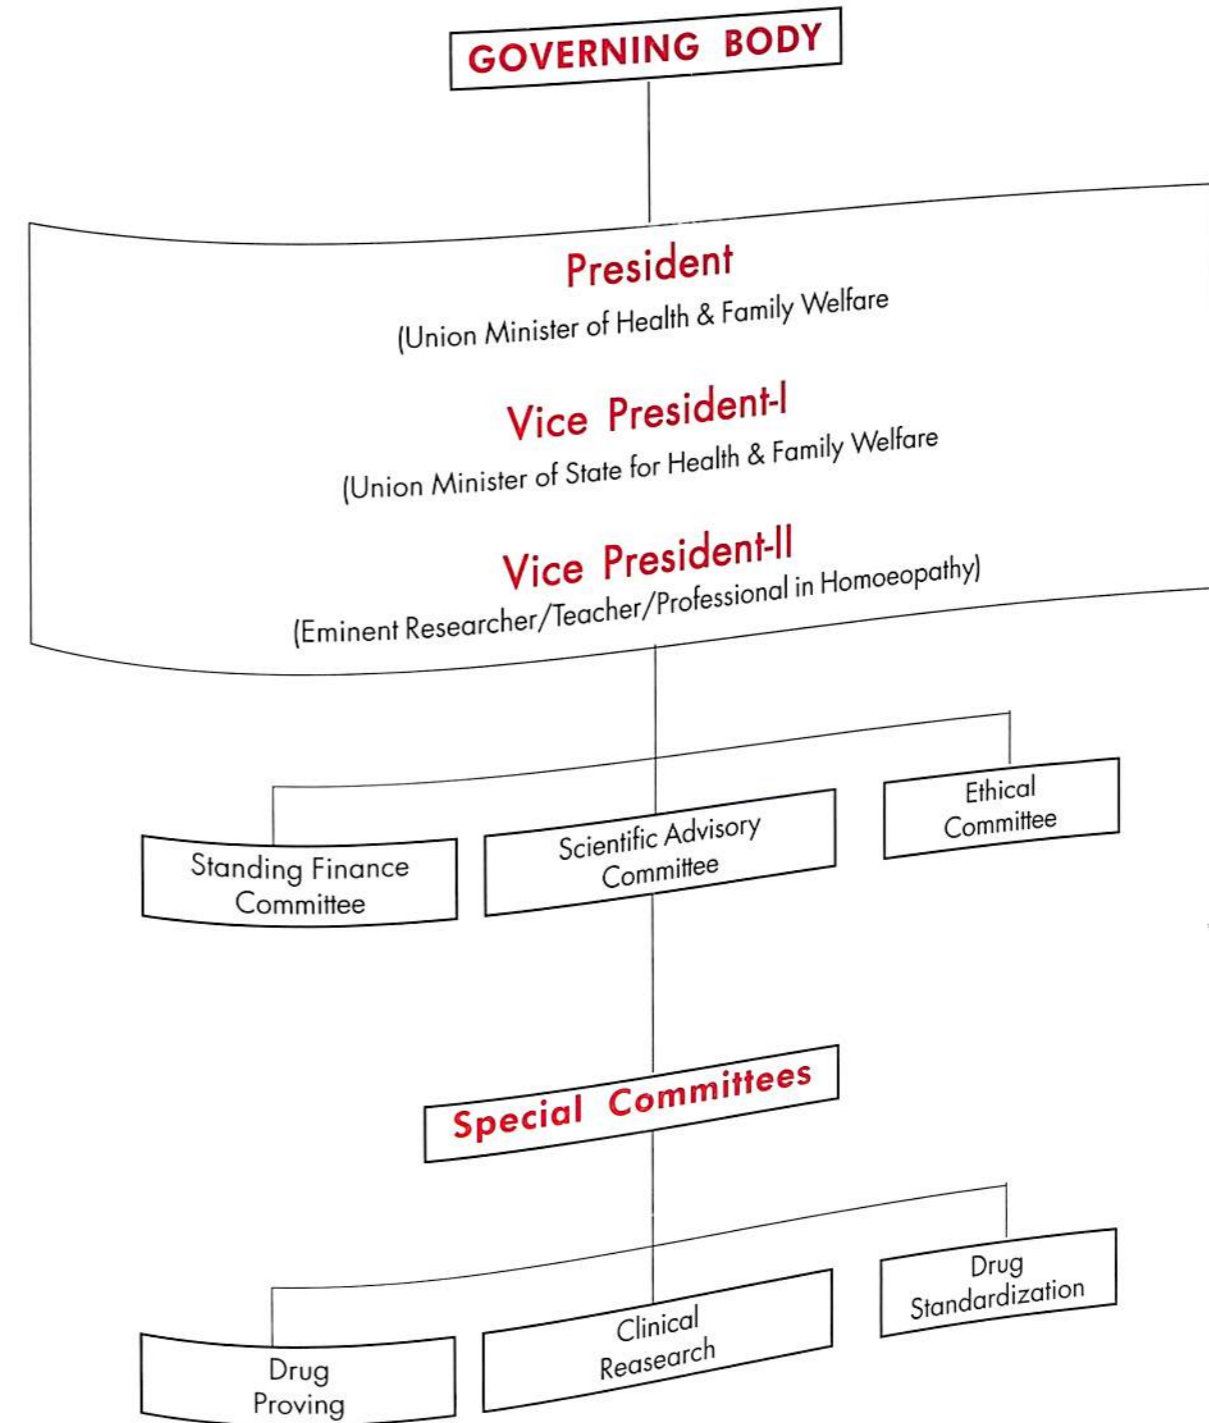 GOVERNING BODY
President
(Union Minister of Health & Family Welfare
Vice President-I
(Union Minister of State for Health & Family Welfare
Vice President-II
(Eminent Researcher/Teacher/Professional in Homoeopathy)
Standing Finance
Committee
Scientific Advisory
Committee
Ethical
Committee
Special Committees
Drug
Proving
Clinical
Reasearch
Drug
Standardization